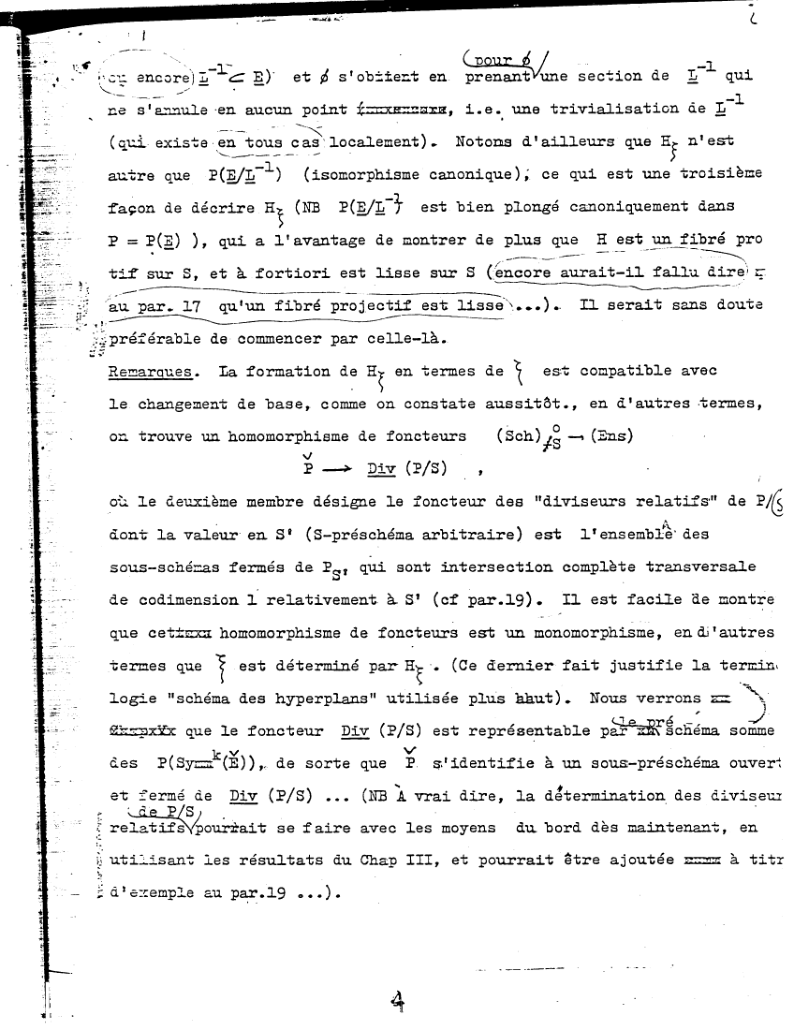 (pour ϕ
ou encore) L⁻¹ ⊂ E) et ϕ s'obtient en prenant une section de L⁻¹ qui
ne s'annule en aucun point , i.e. une trivialisation de L⁻¹
(qui existe en tous cas localement). Notons d'ailleurs que H_ξ n'est
autre que P(E/L⁻¹) (isomorphisme canonique), ce qui est une troisième
façon de décrire H_ξ (NB P(E/L⁻¹) est bien plongé canoniquement dans
P = P(E) ), qui a l'avantage de montrer de plus que H est un fibré pro
tif sur S, et à fortiori est lisse sur S (encore aurait-il fallu dire
au par. 17 qu'un fibré projectif est lisse ...). Il serait sans doute
préférable de commencer par celle-là.
Remarques. La formation de H_ξ en termes de ξ est compatible avec
le changement de base, comme on constate aussitôt., en d'autres termes,
on trouve un homomorphisme de foncteurs (Sch)°/S → (Ens)
P̌ ⟶ Div (P/S) ,
où le deuxième membre désigne le foncteur des "diviseurs relatifs" de P/S
dont la valeur en S' (S-préschéma arbitraire) est l'ensemble des
sous-schémas fermés de P_S, qui sont intersection complète transversale
de codimension 1 relativement à S' (cf par.19). Il est facile de montre
que cet homomorphisme de foncteurs est un monomorphisme, en d'autres
termes que ξ est déterminé par H_ξ . (Ce dernier fait justifie la termin
logie "schéma des hyperplans" utilisée plus hhut). Nous verrons
que le foncteur Div (P/S) est représentable par le pré-schéma somme
des P(Sym^k(Ě)), de sorte que P̌ s'identifie à un sous-préschéma ouvert
et fermé de Div (P/S) ... (NB À vrai dire, la détermination des diviseur
de P/S
relatifs pourrait se faire avec les moyens du bord dès maintenant, en
utilisant les résultats du Chap III, et pourrait être ajoutée à titr
d'exemple au par.19 ...).
4